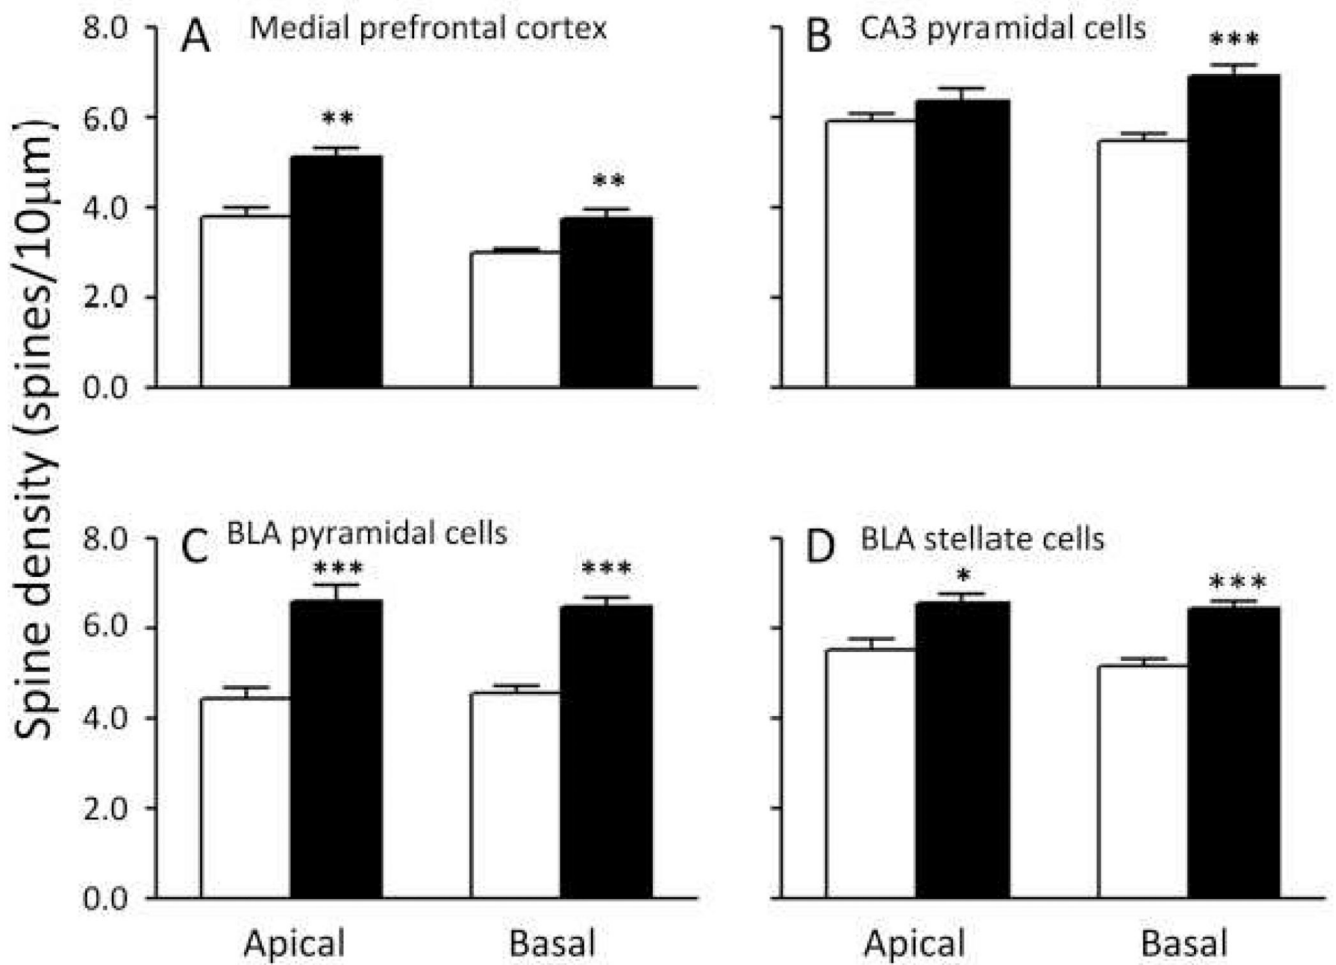 Spine density (spines/10μm)
A Medial prefrontal cortex
8.0
6.0
4.0
2.0
0.0
**
**
B CA3 pyramidal cells
***
C BLA pyramidal cells
8.0
6.0
4.0
2.0
0.0
***
***
Apical
Basal
D BLA stellate cells
*
***
Apical
Basal